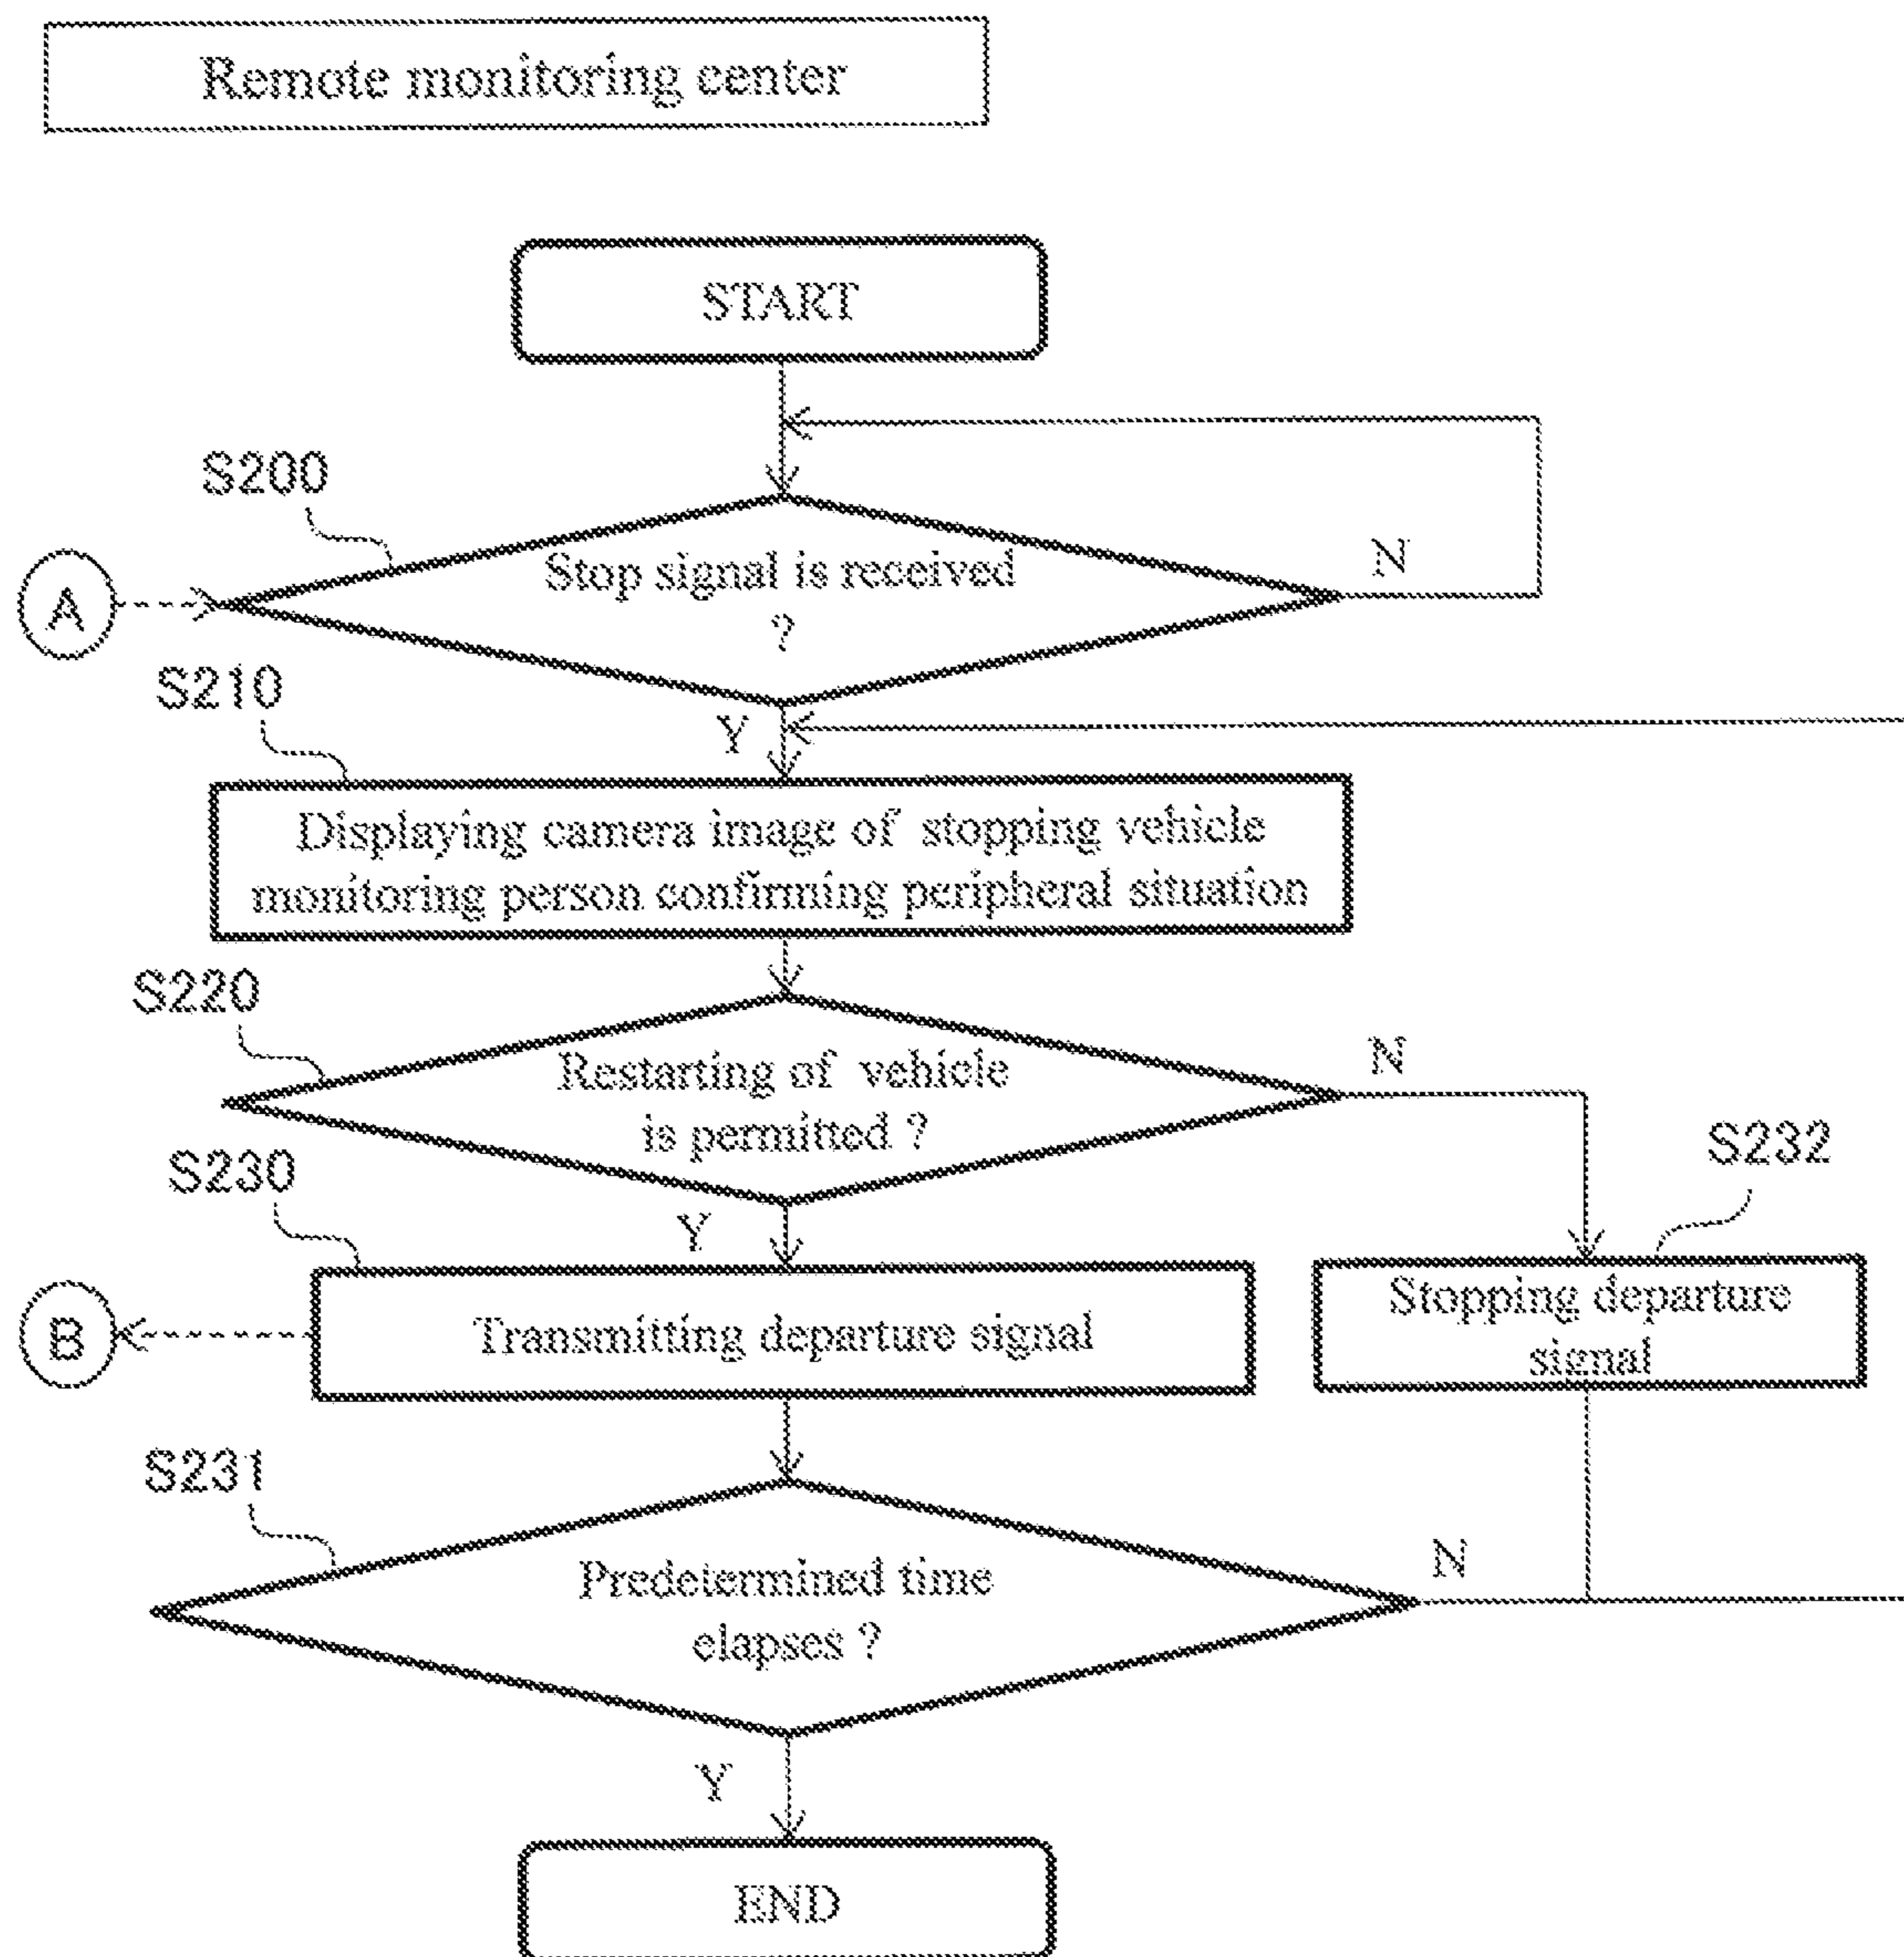 Remote monitoring center
START
S200
Stop signal is received
?
N
A
S210
Y
Displaying camera image of stopping vehicle
monitoring person confirming peripheral situation
S220
Restarting of vehicle
is permitted ?
N
S230
Y
S232
Transmitting departure signal
B
Stopping departure
signal
S231
Predetermined time
elapses ?
N
Y
END